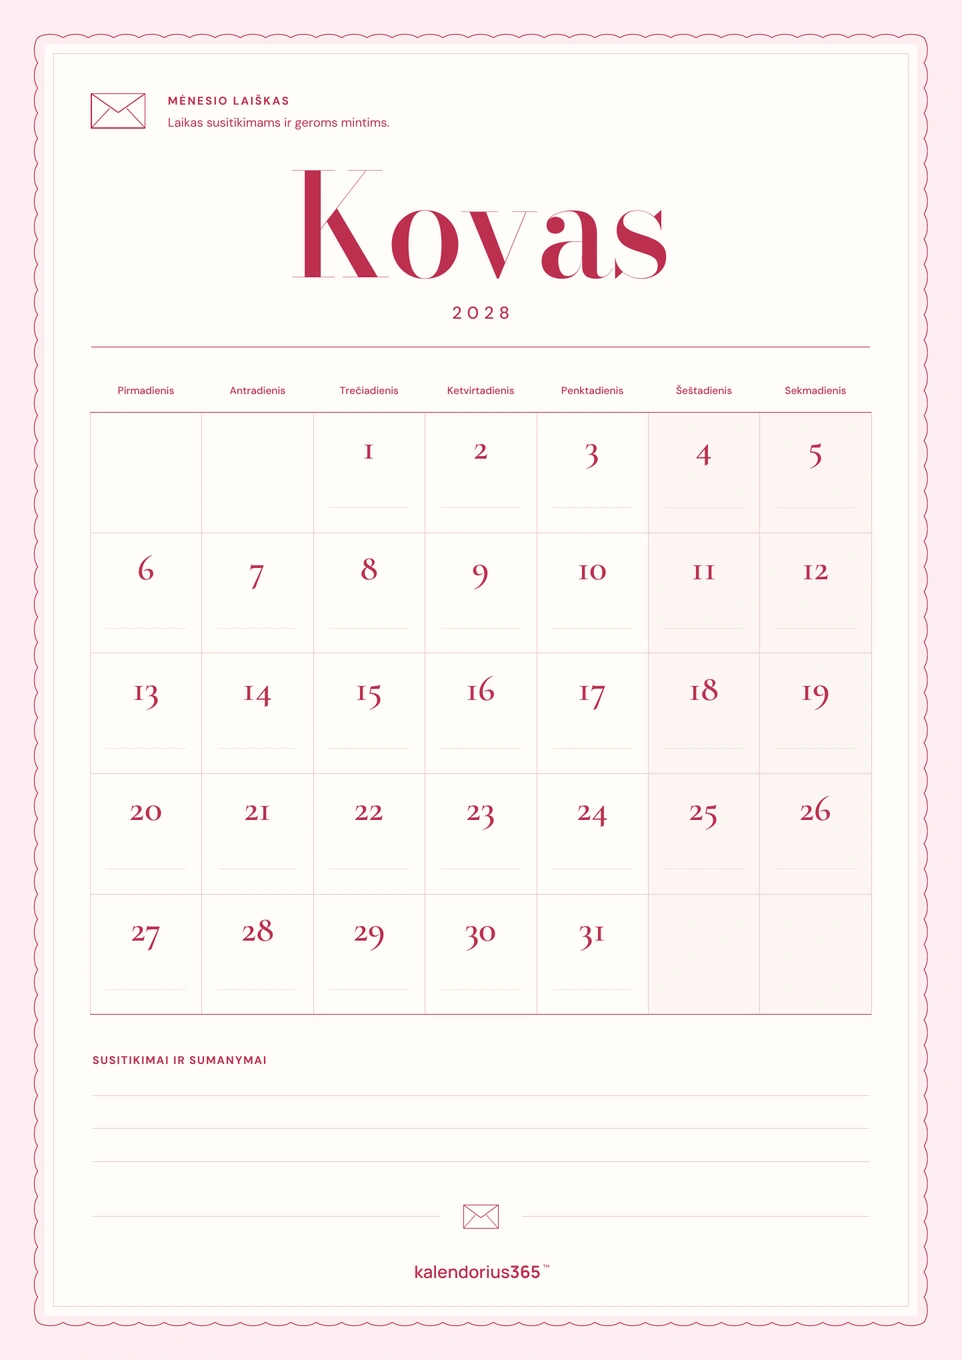 MĖNESIO LAIŠKAS
Laikas susitikimams ir geroms mintims.
Kovas
2028
Pirmadienis Antradienis Trečiadienis Ketvirtadienis Penktadienis Šeštadienis Sekmadienis
1 2 3 4 5
6 7 8 9 10 11 12
13 14 15 16 17 18 19
20 21 22 23 24 25 26
27 28 29 30 31
SUSITIKIMAI IR SUMANYMAI
kalendorius365™